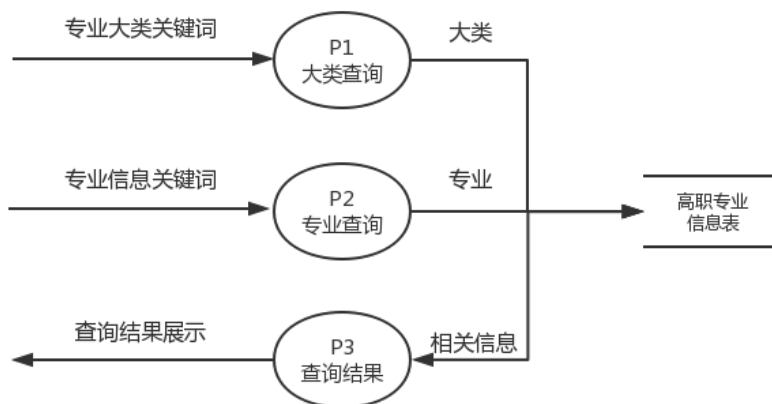 专业大类关键词
P1
大类查询
大类
专业信息关键词
P2
专业查询
专业
高职专业
信息表
查询结果展示
P3
查询结果
相关信息